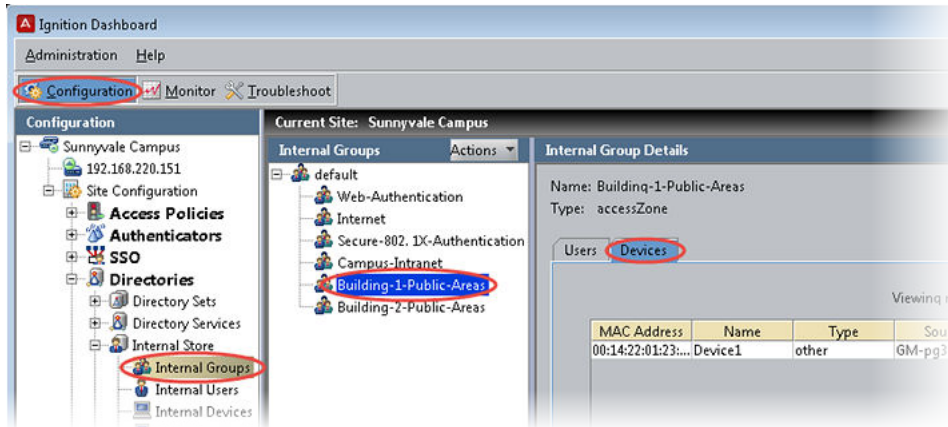 Ignition Dashboard
Administration Help
Configuration Monitor Troubleshoot
Configuration
Sunnyvale Campus
192.168.220.151
Site Configuration
Access Policies
Authenticators
SSO
Directories
Directory Sets
Directory Services
Internal Store
Internal Groups
Internal Users
Internal Devices
Current Site: Sunnyvale Campus
Internal Groups Actions
default
Web-Authentication
Internet
Secure-802. 1X-Authentication
Campus-Intranet
Building-1-Public-Areas
Building-2-Public-Areas
Internal Group Details
Name: Building-1-Public-Areas
Type: accessZone
Users Devices
Viewing
MAC Address Name Type
00:14:22:01:23:... Device1 other GM-pg3